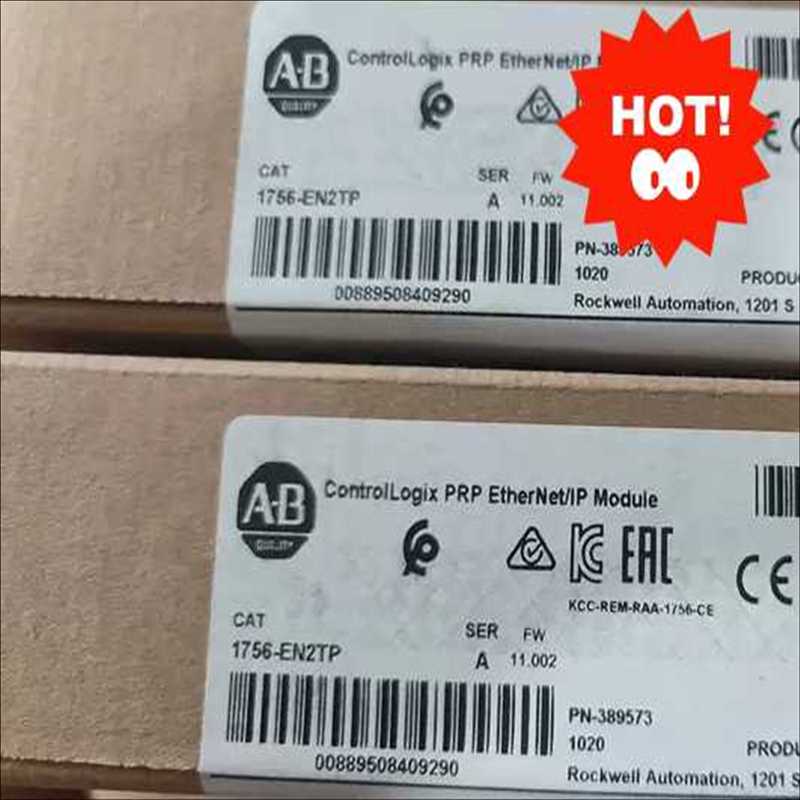 A-B
QUALITY
ControlLogix PRP EtherNet/IP
HOT!
CAT
1756-EN2TP
SER
A
FW
11.002
00889508409290
1020
PRODU
Rockwell Automation, 1201 S
A-B
QUALITY
ControlLogix PRP EtherNet/IP Module
EAC
CE
KCC-REM-RAA-1756-CE
CAT
1756-EN2TP
SER
A
FW
11.002
00889508409290
PN-389573
1020
PRODU
Rockwell Automation, 1201 S